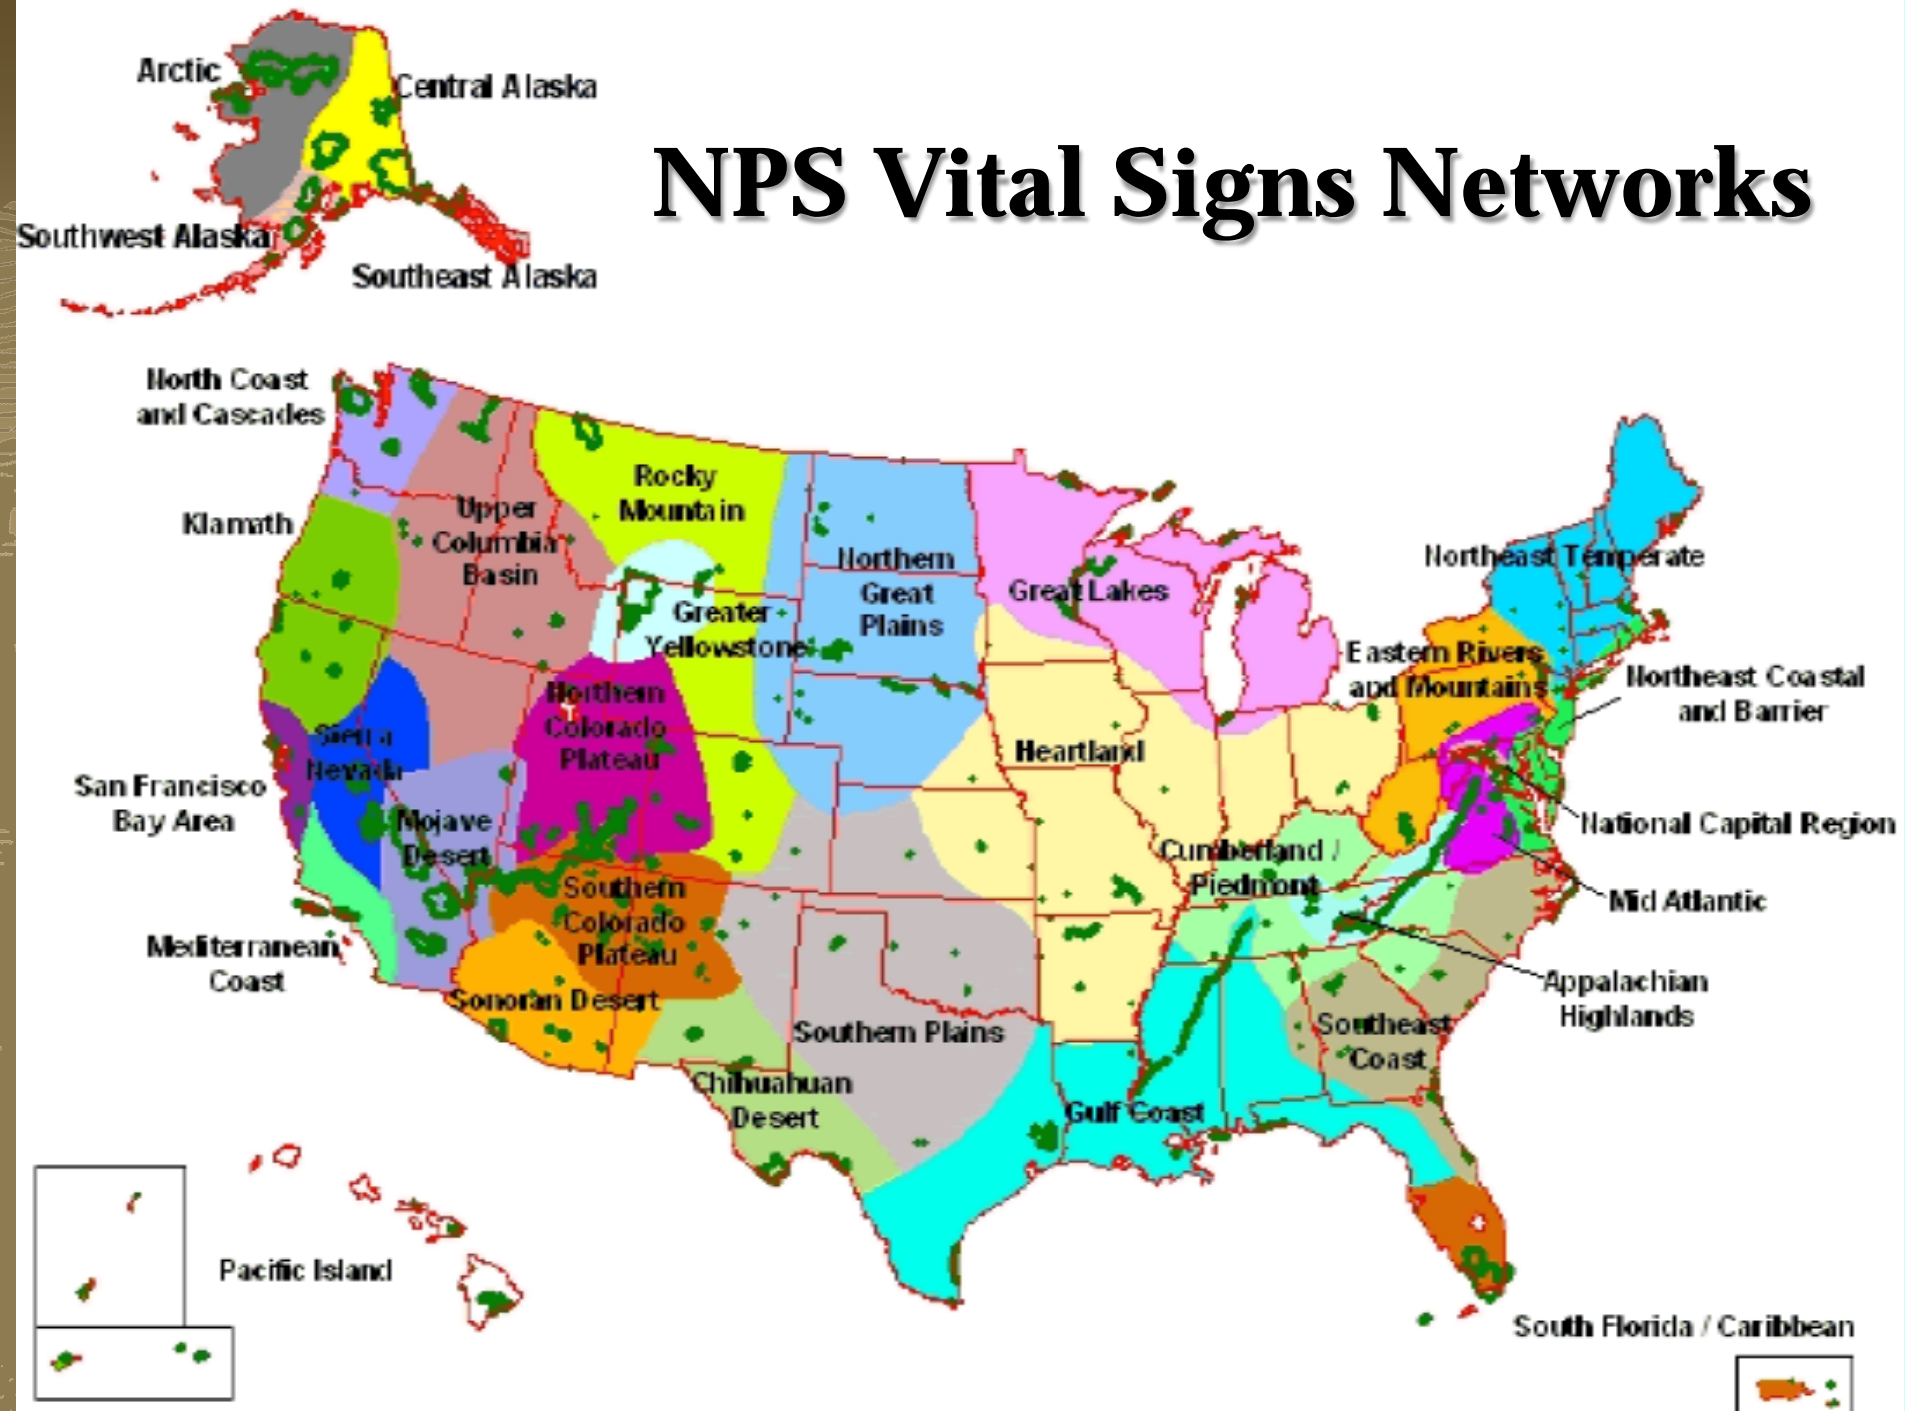 Arctic
Central Alaska
NPS Vital Signs Networks
Southwest Alaska
Southeast Alaska
North Coast
and Cascades
Klamath
Rocky
Mountain
Upper
Columbia
Basin
Northern
Great
Plains
Great Lakes
Northeast Temperate
Greater
Yellowstone
Eastern Rivers
and Mountains
Northeast Coastal
and Barrier
Northern
Colorado
Plateau
Sierra
Nevada
Heartland
San Francisco
Bay Area
Mojave
Desert
National Capital Region
Cumberland /
Piedmont
Southern
Colorado
Plateau
Mid Atlantic
Mediterranean
Coast
Sonoran Desert
Appalachian
Highlands
Southern Plains
Southeast
Coast
Chihuahuan
Desert
Gulf Coast
Pacific Island
South Florida / Caribbean